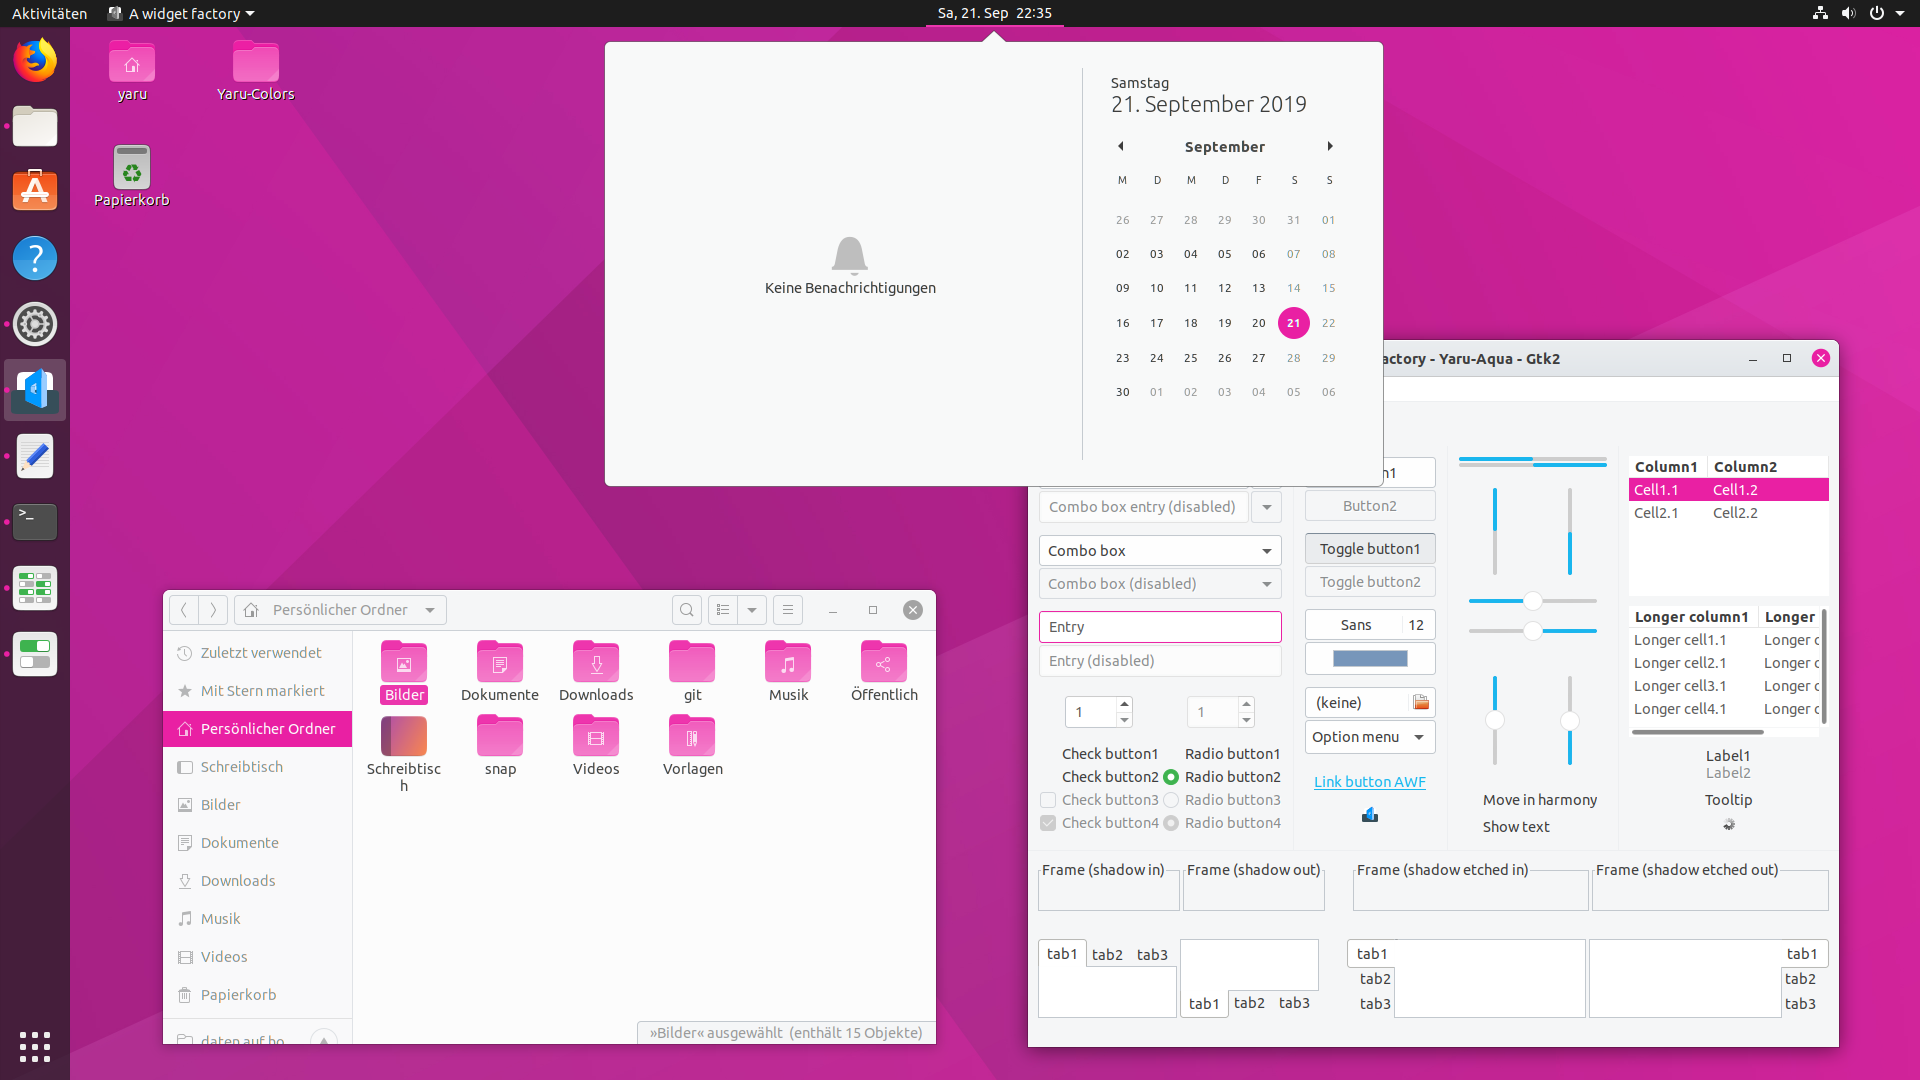 Aktivitäten
A widget factory
Sa, 21. Sep 22:35
yaru
Yaru-Colors
Papierkorb
Keine Benachrichtigungen
Samstag
21. September 2019
September
M D M D F S S
26 27 28 29 30 31 01
02 03 04 05 06 07 08
09 10 11 12 13 14 15
16 17 18 19 20 21 22
23 24 25 26 27 28 29
30 01 02 03 04 05 06
Persönlicher Ordner
Zuletzt verwendet
Mit Stern markiert
Persönlicher Ordner
Schreibtisch
Bilder
Dokumente
Downloads
Musik
Videos
Papierkorb
Bilder
Dokumente
Downloads
git
Musik
Öffentlich
Schreibtisc
h
snap
Videos
Vorlagen
»Bilder« ausgewählt (enthält 15 Objekte)
- Yaru-Aqua - Gtk2
Combo box entry (disabled)
Combo box
Combo box (disabled)
Entry
Entry (disabled)
1
1
Check button1
Radio button1
Check button2
Radio button2
Check button3
Radio button3
Check button4
Radio button4
Button2
Toggle button1
Toggle button2
Sans 12
(keine)
Option menu
Link button AWF
Move in harmony
Show text
Column1 Column2
Cell1.1 Cell1.2
Cell2.1 Cell2.2
Longer column1 Longer
Longer cell1.1 Longer
Longer cell2.1 Longer
Longer cell3.1 Longer
Longer cell4.1 Longer
Label1
Label2
Tooltip
Frame (shadow in)
Frame (shadow out)
Frame (shadow etched in)
Frame (shadow etched out)
tab1 tab2 tab3
tab1 tab2 tab3
tab1
tab2
tab3
tab1
tab2
tab3